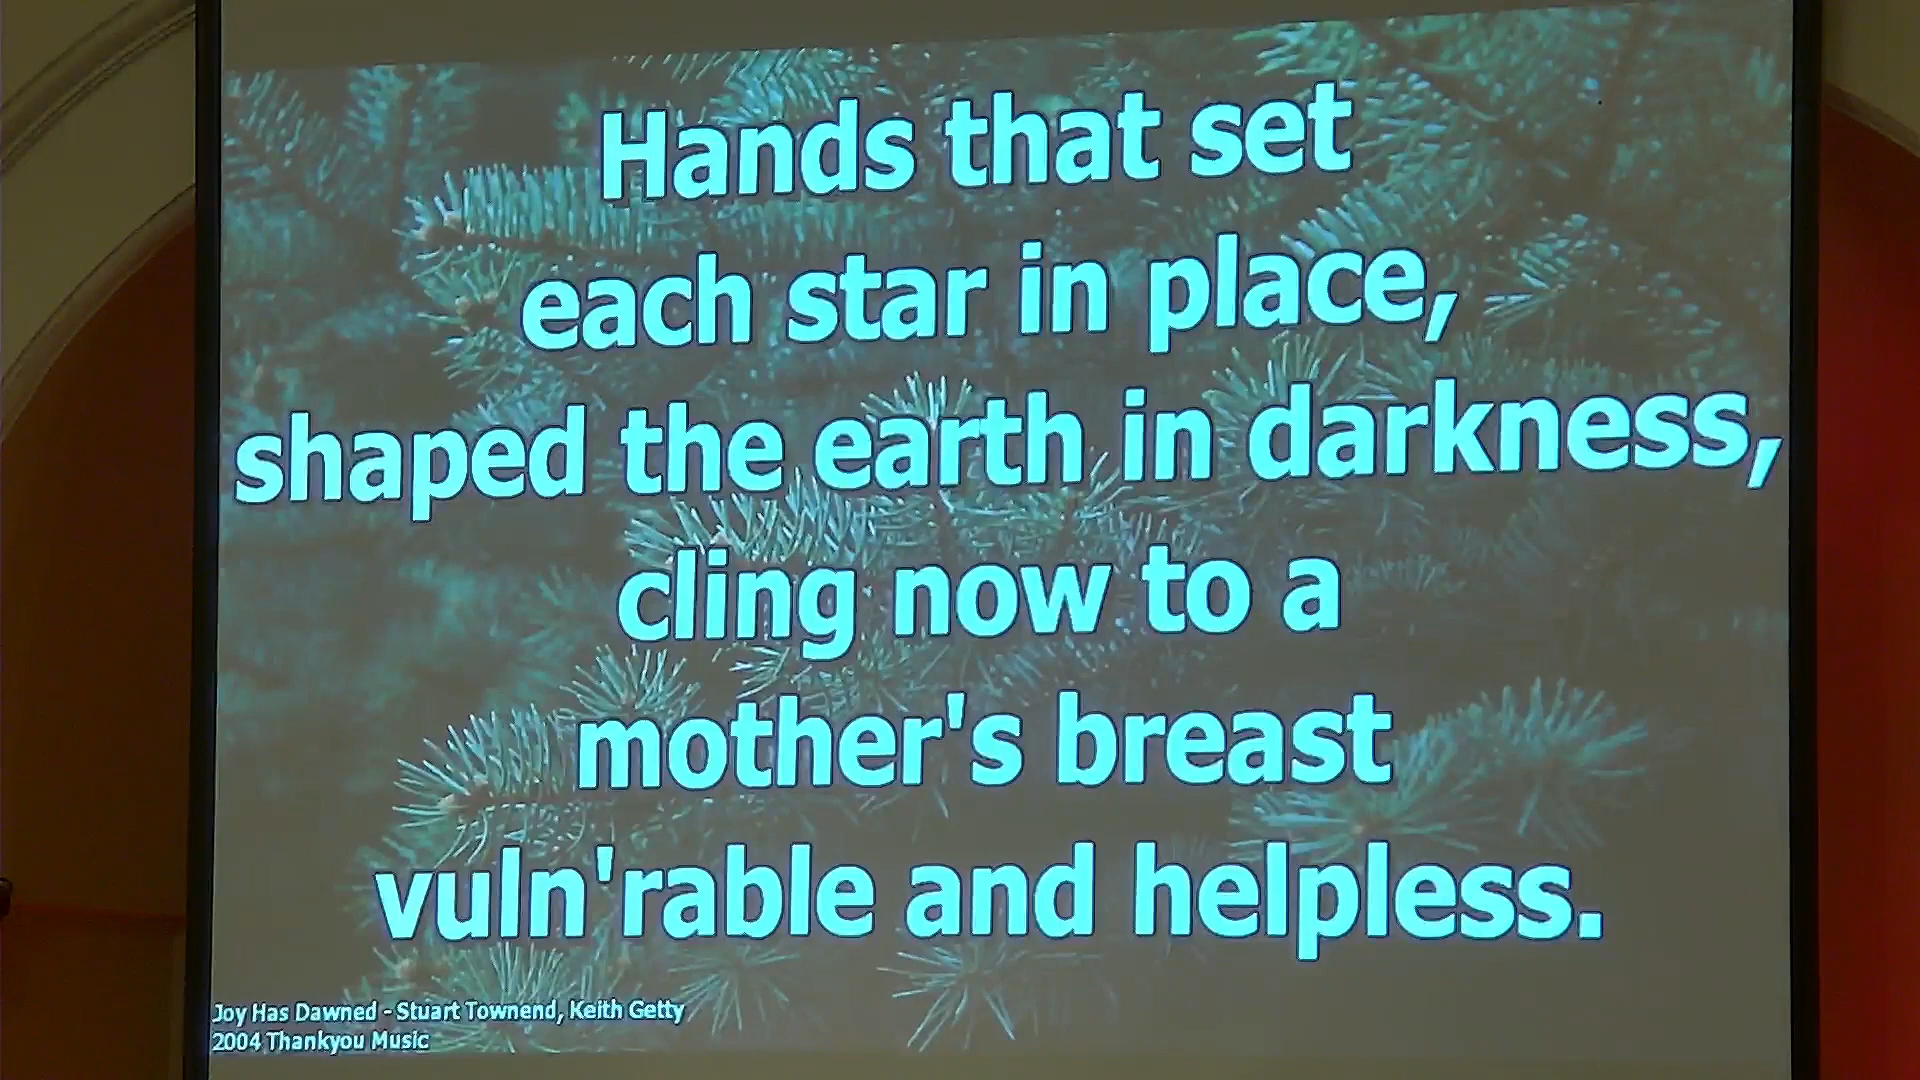 Hands that set
each star in place,
shaped the earth in darkness,
cling now to a
mother's breast
vuln'rable and helpless.
Joy Has Dawned - Stuart Townend, Keith Getty
2004 Thankyou Music